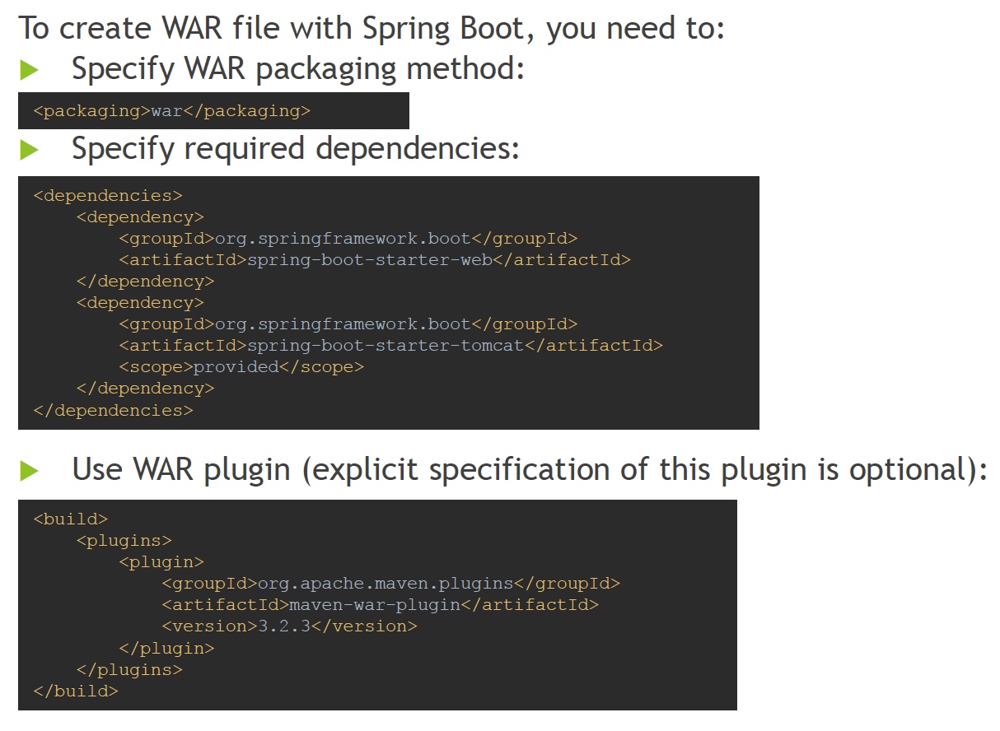 To create WAR file with Spring Boot, you need to:
Specify WAR packaging method:
<packaging>war</packaging>
Specify required dependencies:
<dependencies>
    <dependency>
        <groupId>org.springframework.boot</groupId>
        <artifactId>spring-boot-starter-web</artifactId>
    </dependency>
    <dependency>
        <groupId>org.springframework.boot</groupId>
        <artifactId>spring-boot-starter-tomcat</artifactId>
        <scope>provided</scope>
    </dependency>
</dependencies>
Use WAR plugin (explicit specification of this plugin is optional):
<build>
    <plugins>
        <plugin>
            <groupId>org.apache.maven.plugins</groupId>
            <artifactId>maven-war-plugin</artifactId>
            <version>3.2.3</version>
        </plugin>
    </plugins>
</build>